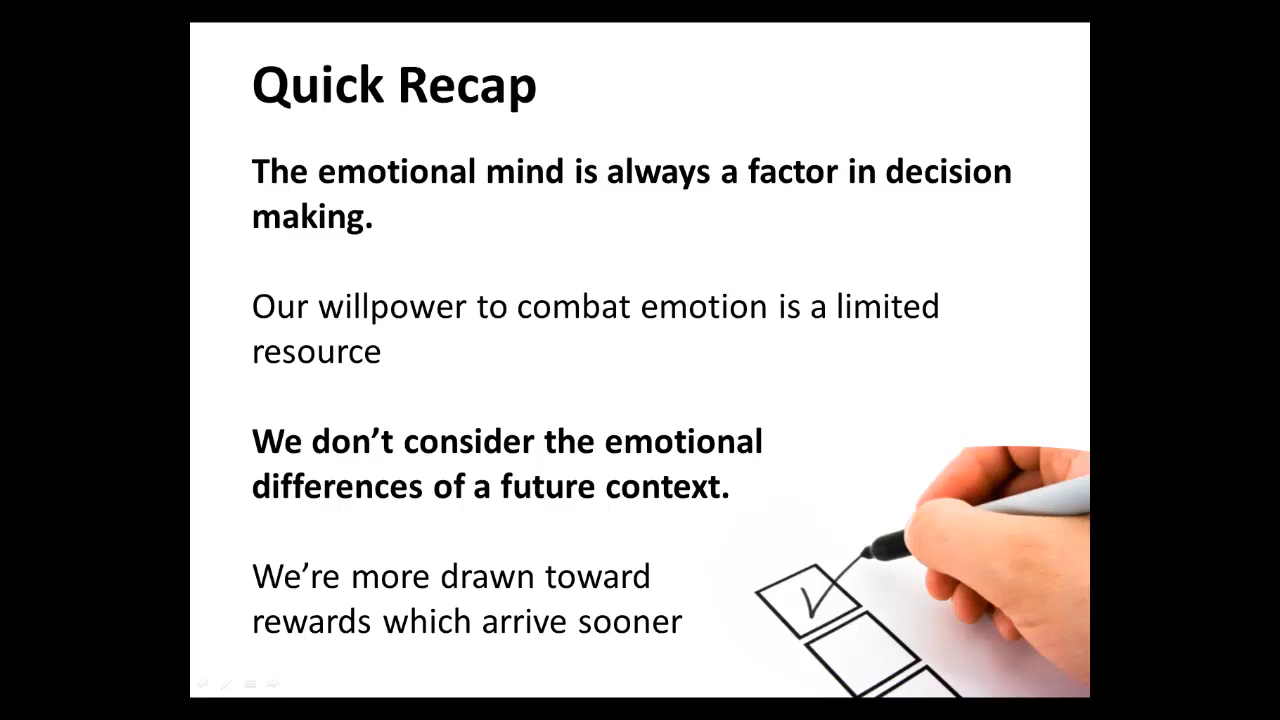 Quick Recap
The emotional mind is always a factor in decision
making.
Our willpower to combat emotion is a limited
resource
We don’t consider the emotional
differences of a future context.
We’re more drawn toward
rewards which arrive sooner